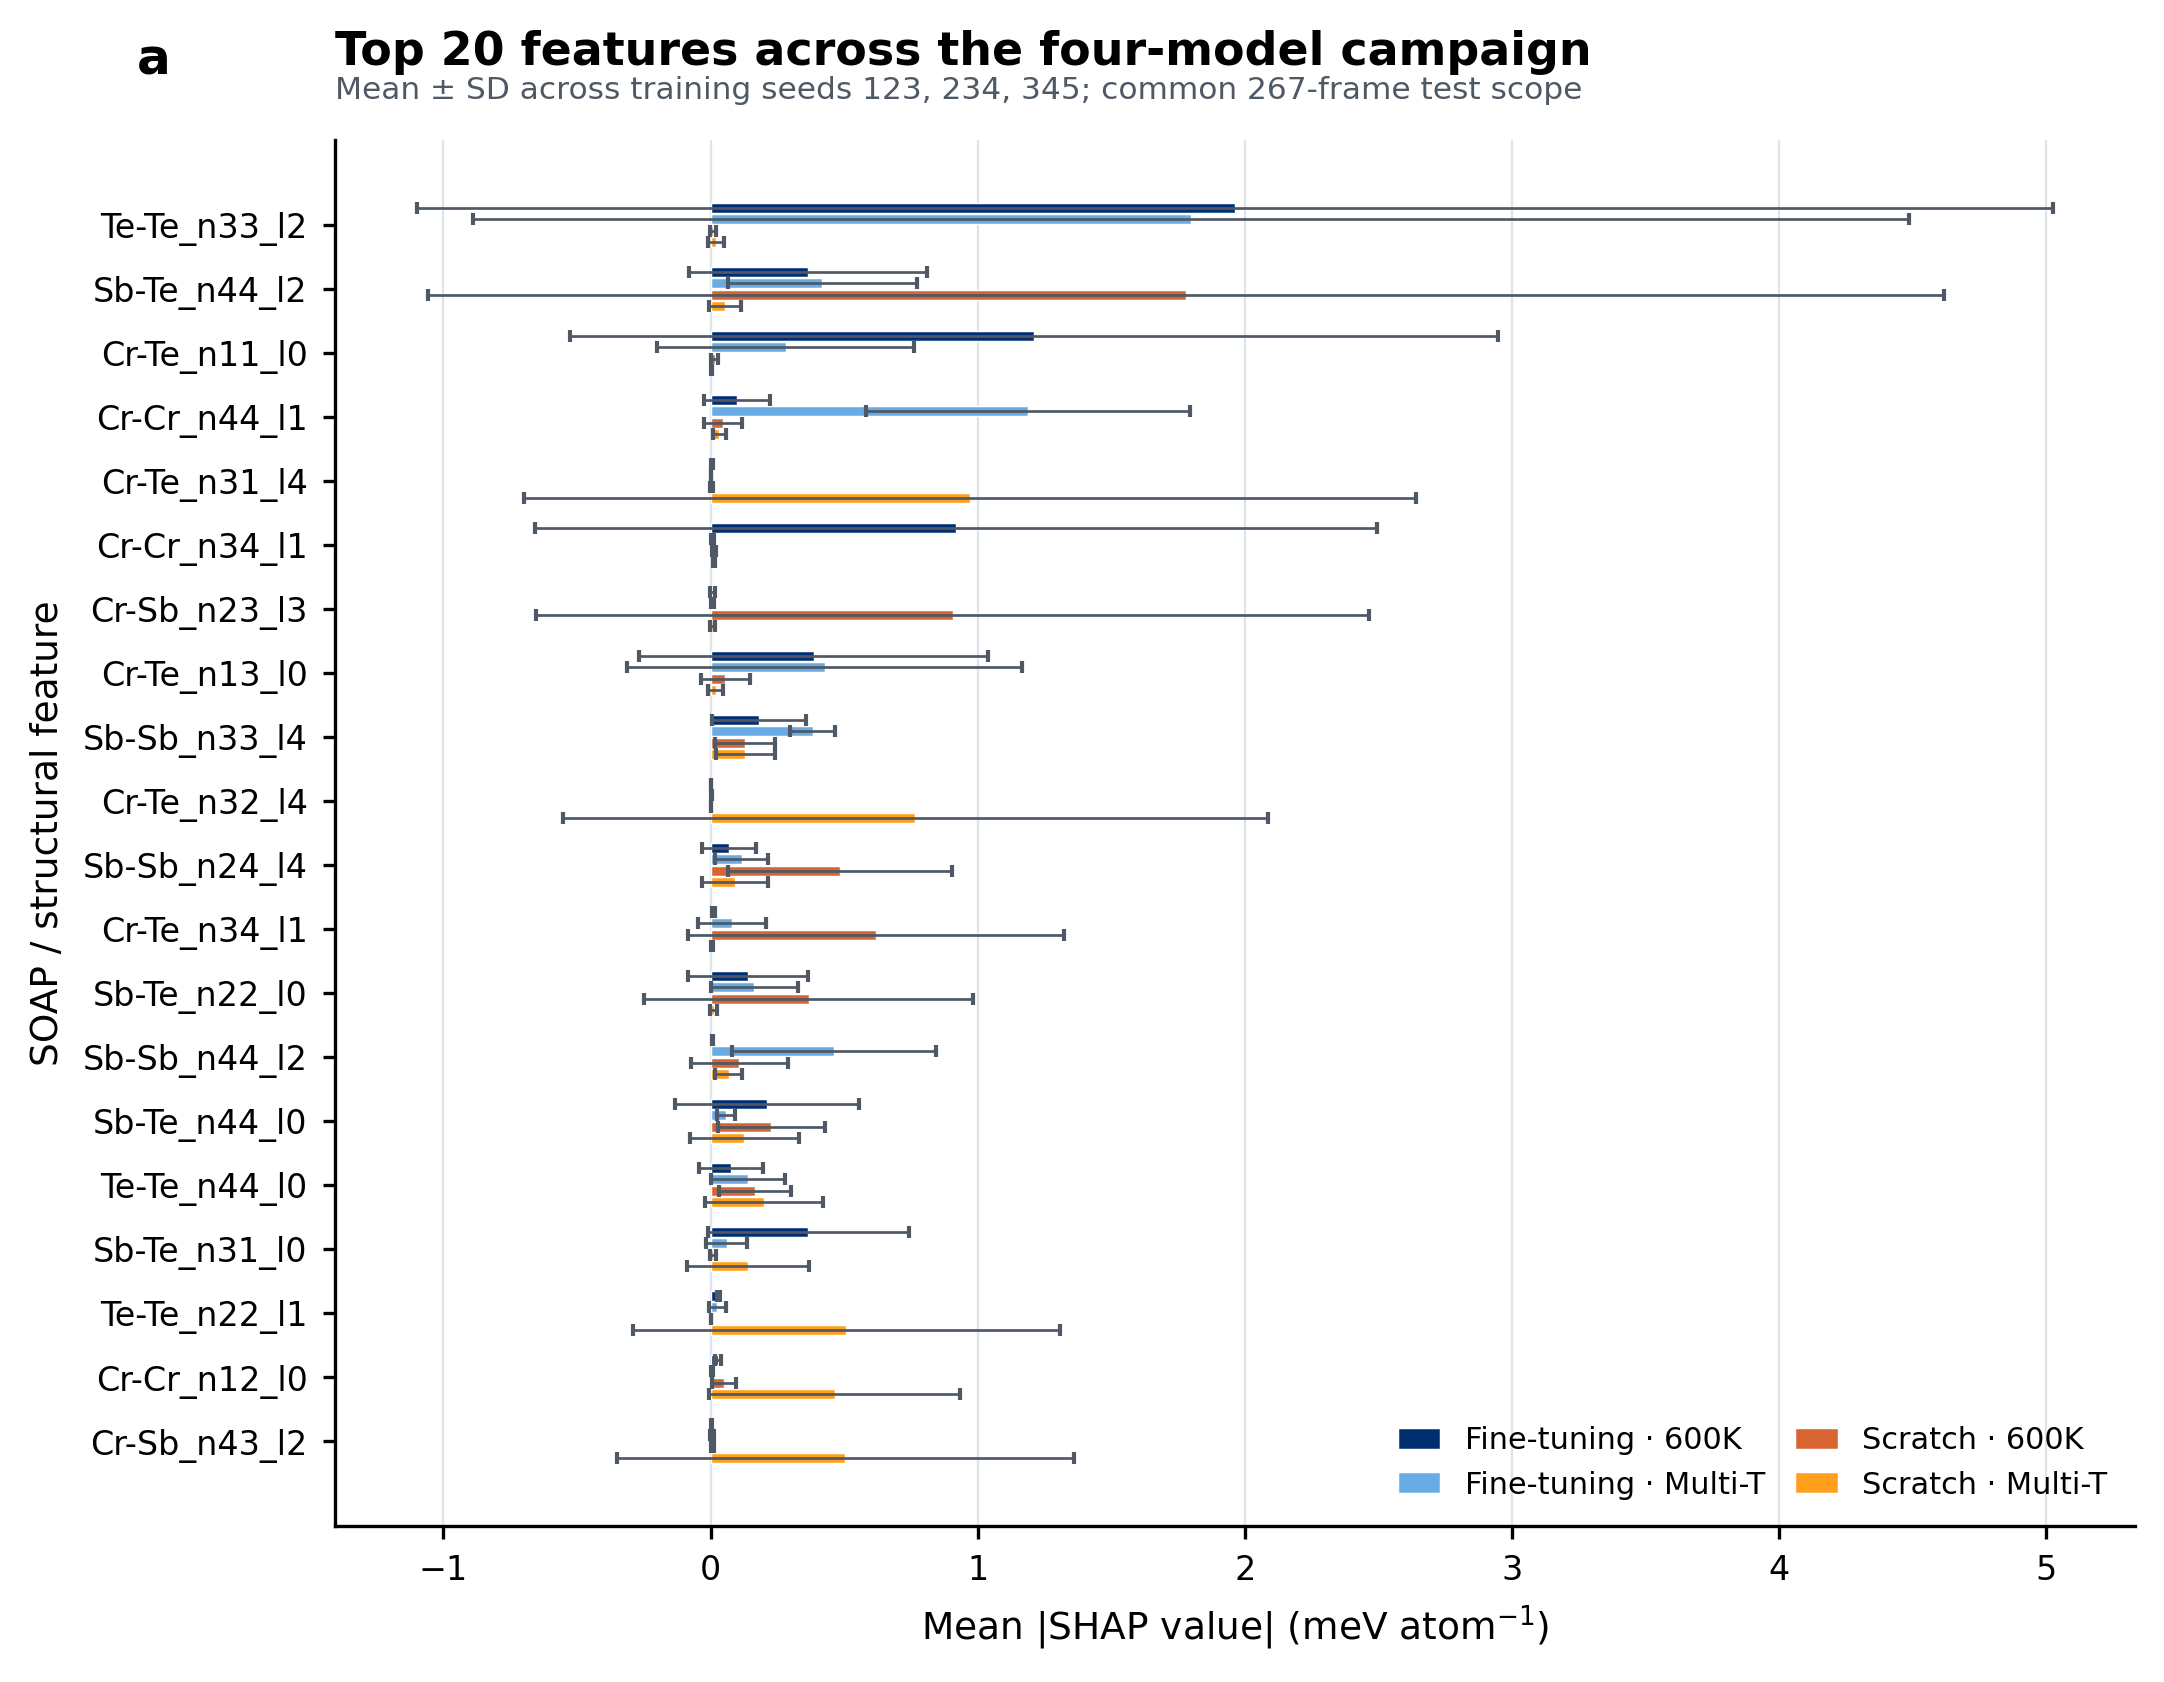 a
Top 20 features across the four-model campaign
Mean ± SD across training seeds 123, 234, 345; common 267-frame test scope
SOAP / structural feature
Te-Te_n33_l2
Sb-Te_n44_l2
Cr-Te_n11_l0
Cr-Cr_n44_l1
Cr-Te_n31_l4
Cr-Cr_n34_l1
Cr-Sb_n23_l3
Cr-Te_n13_l0
Sb-Sb_n33_l4
Cr-Te_n32_l4
Sb-Sb_n24_l4
Cr-Te_n34_l1
Sb-Te_n22_l0
Sb-Sb_n44_l2
Sb-Te_n44_l0
Te-Te_n44_l0
Sb-Te_n31_l0
Te-Te_n22_l1
Cr-Cr_n12_l0
Cr-Sb_n43_l2
Fine-tuning · 600K Scratch · 600K
Fine-tuning · Multi-T Scratch · Multi-T
−1 0 1 2 3 4 5
Mean |SHAP value| (meV atom⁻¹)